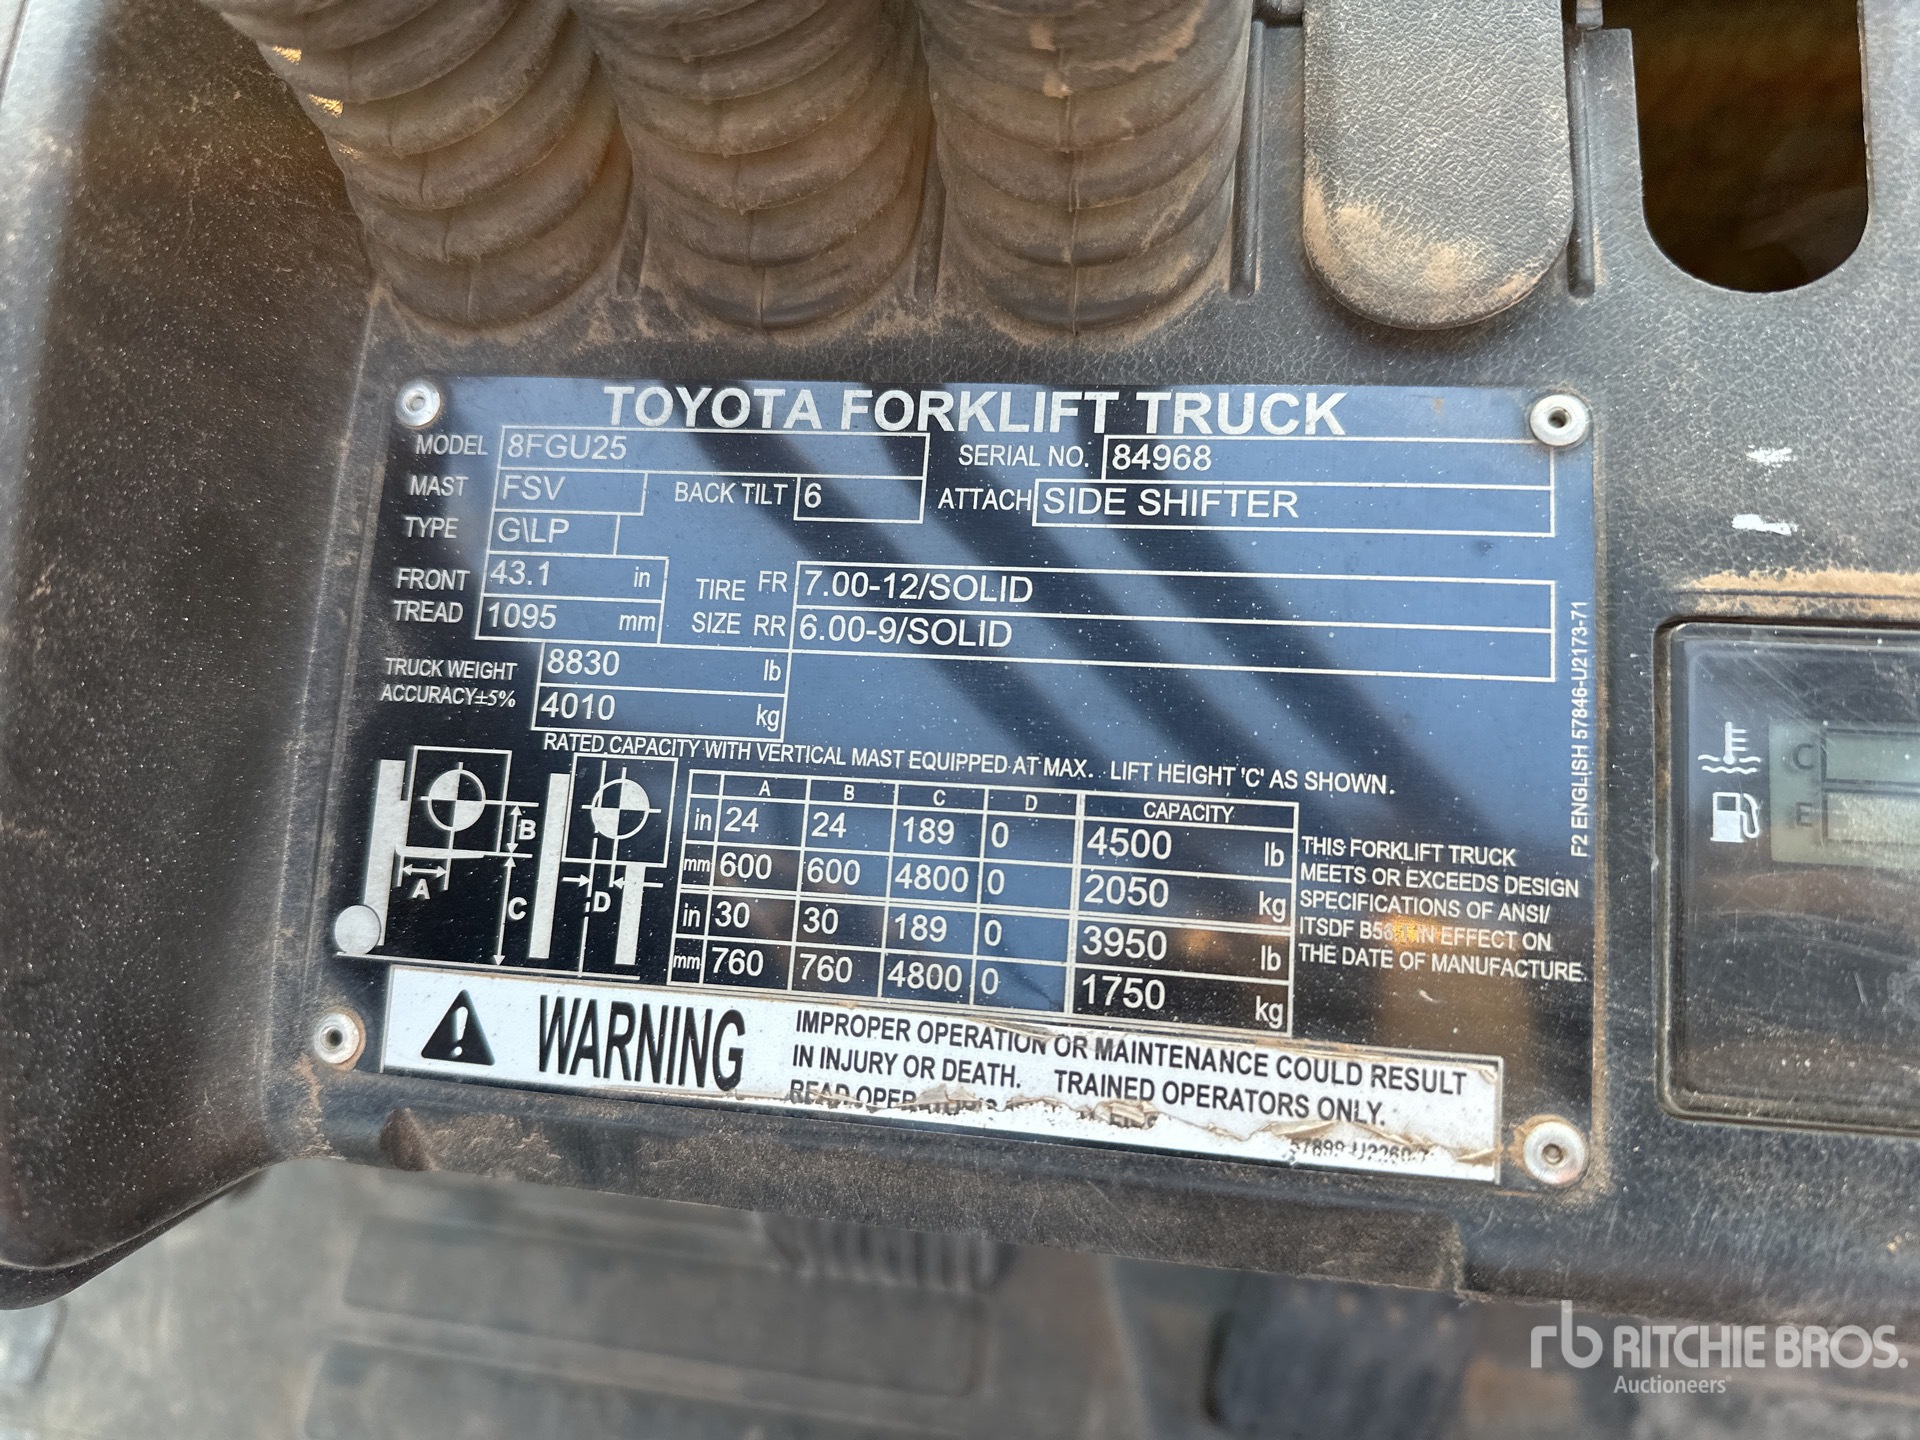 TOYOTA FORKLIFT TRUCK
MODEL 8FGU25 SERIAL NO. 84968
MAST FSV BACK TILT 6 ATTACH SIDE SHIFTER
TYPE G\LP
FRONT TREAD 43.1 in 1095 mm
TIRE SIZE FR 7.00-12/SOLID
RR 6.00-9/SOLID
TRUCK WEIGHT 8830 lb
ACCURACY±5% 4010 kg
RATED CAPACITY WITH VERTICAL MAST EQUIPPED AT MAX. LIFT HEIGHT 'C' AS SHOWN.
A B C D CAPACITY
in 24 24 189 0 4500 lb
mm 600 600 4800 0 2050 kg
in 30 30 189 0 3950 lb
mm 760 760 4800 0 1750 kg
A B C D
THIS FORKLIFT TRUCK
MEETS OR EXCEEDS DESIGN
SPECIFICATIONS OF ANSI/
ITSDF IN EFFECT ON
THE DATE OF MANUFACTURE.
F2 ENGLISH 57846-U2173-71
WARNING
IMPROPER OPERATION OR MAINTENANCE COULD RESULT
IN INJURY OR DEATH. TRAINED OPERATORS ONLY.
READ
C
E
rb RITCHIE BROS.
Auctioneers